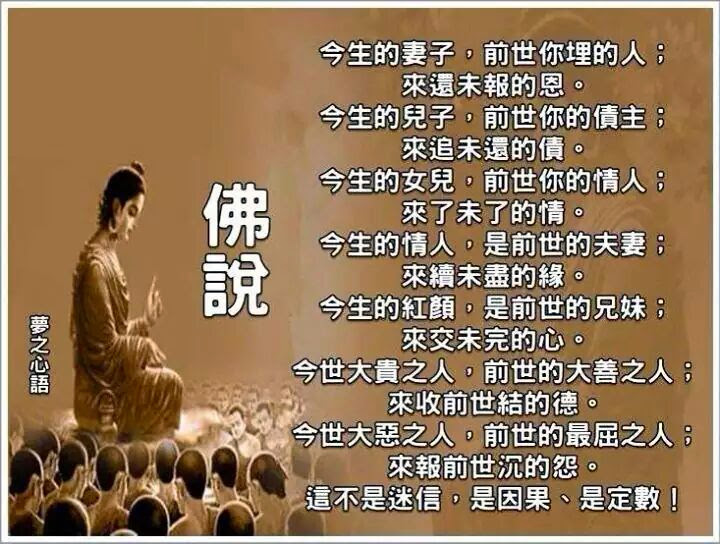 佛說
今生的妻子，前世你埋的人；
來還未報的恩。
今生的兒子，前世你的債主；
來追未還的債。
今生的女兒，前世你的情人；
來了未了的情。
今生的情人，是前世的夫妻；
來續未盡的緣。
今生的紅顏，是前世的兄妹；
來交未完的心。
今世大貴之人，前世的大善之人；
來收前世結的德。
今世大惡之人，前世的最屈之人；
來報前世沉的怨。
這不是迷信，是因果、是定數！
夢之心語